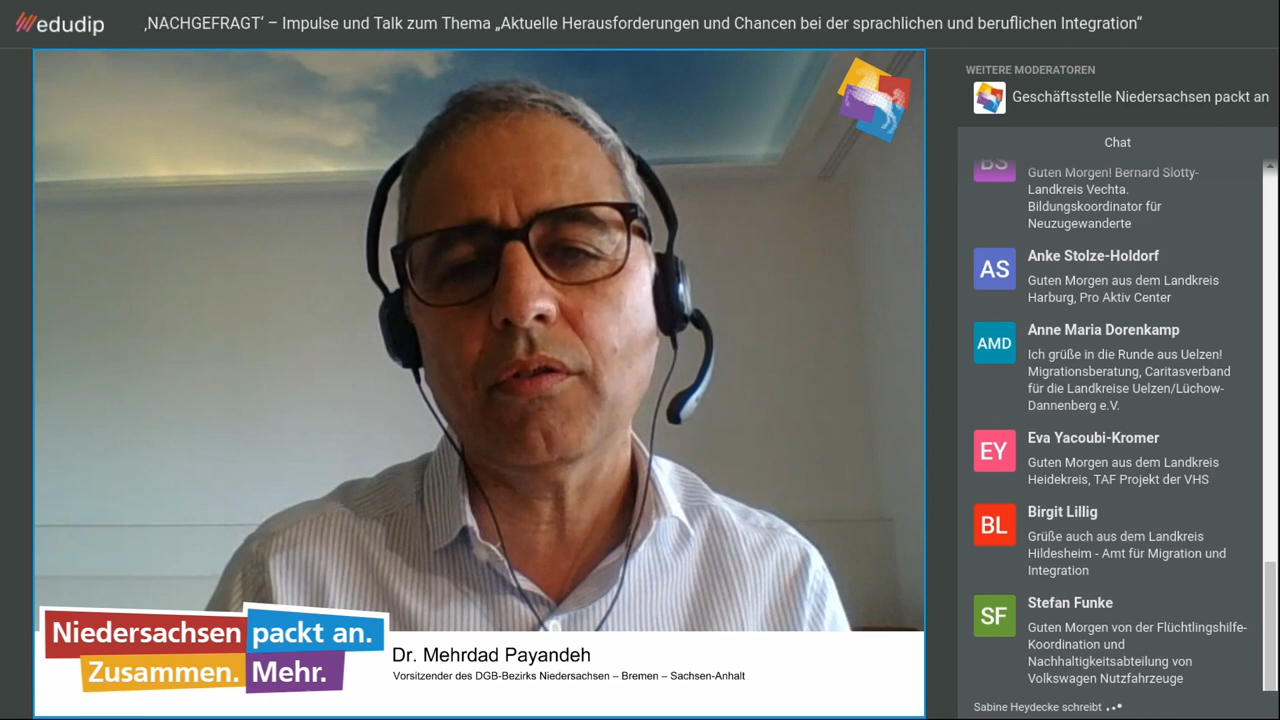 edudip
‚NACHGEFRAGT‘ – Impulse und Talk zum Thema „Aktuelle Herausforderungen und Chancen bei der sprachlichen und beruflichen Integration“
WEITERE MODERATOREN
Geschäftsstelle Niedersachsen packt an
Chat
BS
Guten Morgen! Bernard Slotty-
Landkreis Vechta.
Bildungskoordinator für
Neuzugewanderte
AS
Anke Stolze-Holdorf
Guten Morgen aus dem Landkreis
Harburg, Pro Aktiv Center
AMD
Anne Maria Dorenkamp
Ich grüße in die Runde aus Uelzen!
Migrationsberatung, Caritasverband
für die Landkreise Uelzen/Lüchow-
Dannenberg e.V.
EY
Eva Yacoubi-Kromer
Guten Morgen aus dem Landkreis
Heidekreis, TAF Projekt der VHS
BL
Birgit Lillig
Grüße auch aus dem Landkreis
Hildesheim - Amt für Migration und
Integration
SF
Stefan Funke
Guten Morgen von der Flüchtlingshilfe-
Koordination und
Nachhaltigkeitsabteilung von
Volkswagen Nutzfahrzeuge
Sabine Heydecke schreibt
Niedersachsen packt an.
Zusammen. Mehr.
Dr. Mehrdad Payandeh
Vorsitzender des DGB-Bezirks Niedersachsen – Bremen – Sachsen-Anhalt